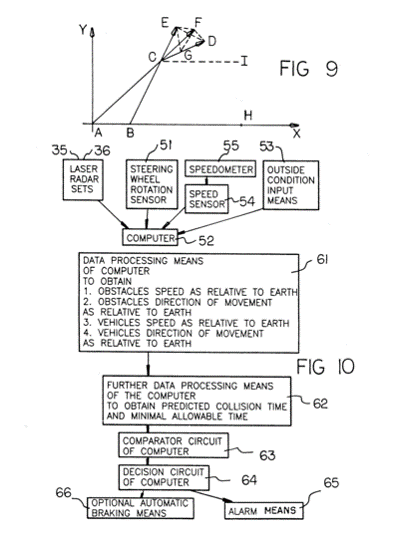 Y
E
F
D
C
G
I
FIG 9
A
B
H
X
35
36
51
55
53
LASER
RADAR
SETS
STEERING
WHEEL
ROTATION
SENSOR
SPEEDOMETER
SPEED
SENSOR
54
OUTSIDE
CONDITION
INPUT
MEANS
COMPUTER
52
61
DATA PROCESSING MEANS
OF COMPUTER
TO OBTAIN
1. OBSTACLES SPEED AS RELATIVE TO EARTH
2. OBSTACLES DIRECTION OF MOVEMENT
AS RELATIVE TO EARTH
3. VEHICLES SPEED AS RELATIVE TO EARTH
4. VEHICLES DIRECTION OF MOVEMENT
AS RELATIVE TO EARTH
FIG 10
FURTHER DATA PROCESSING MEANS
OF THE COMPUTER
TO OBTAIN PREDICTED COLLISION TIME
AND MINIMAL ALLOWABLE TIME
62
COMPARATOR CIRCUIT
OF COMPUTER
63
DECISION CIRCUIT
OF COMPUTER
64
66
65
OPTIONAL AUTOMATIC
BRAKING MEANS
ALARM MEANS